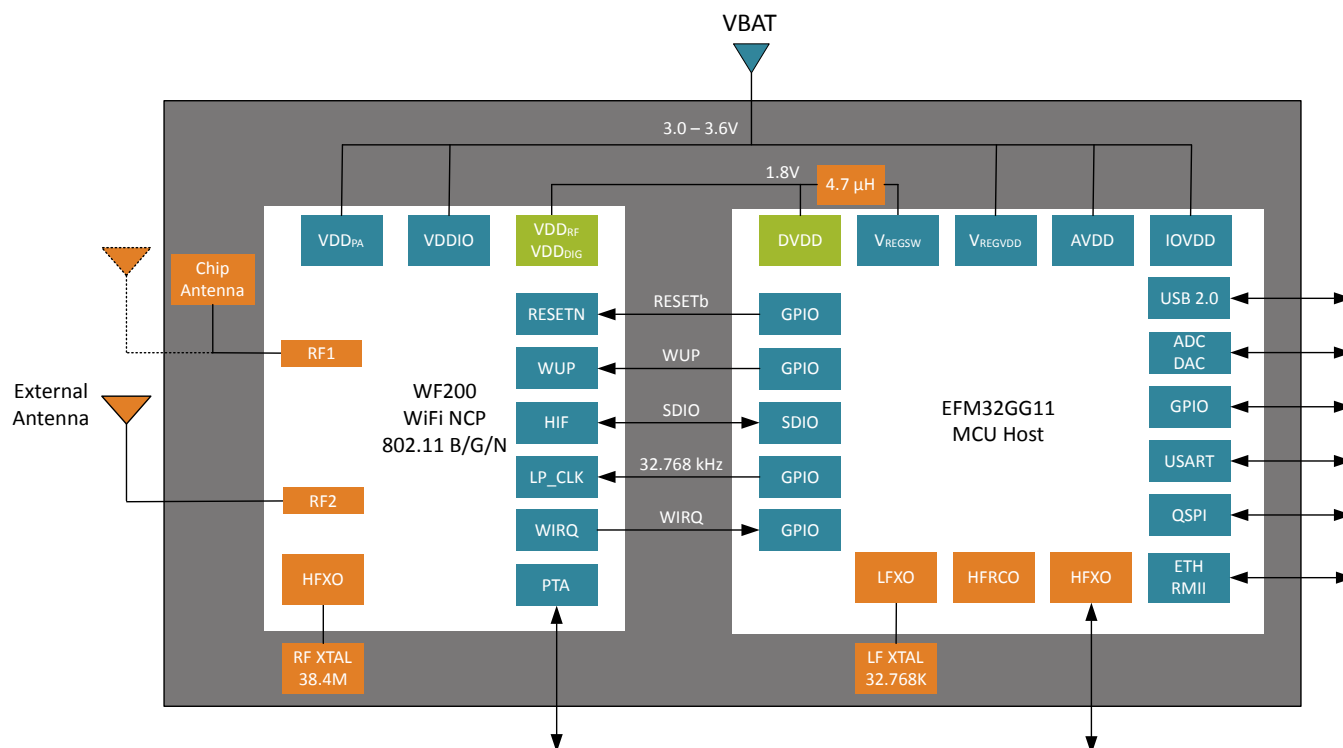 VBAT
3.0 – 3.6V
1.8V
4.7 µH
VDDPA
VDDIO
VDDRF
VDDDIG
DVDD
VREGSW
VREGVDD
AVDD
IOVDD
Chip
Antenna
RF1
External
Antenna
RF2
HFXO
RF XTAL
38.4M
WF200
WiFi NCP
802.11 B/G/N
RESETN
WUP
HIF
LP_CLK
WIRQ
PTA
RESETb
WUP
SDIO
32.768 kHz
WIRQ
GPIO
GPIO
SDIO
GPIO
GPIO
EFM32GG11
MCU Host
LFXO
HFRCO
HFXO
LF XTAL
32.768K
USB 2.0
ADC
DAC
GPIO
USART
QSPI
ETH
RMII